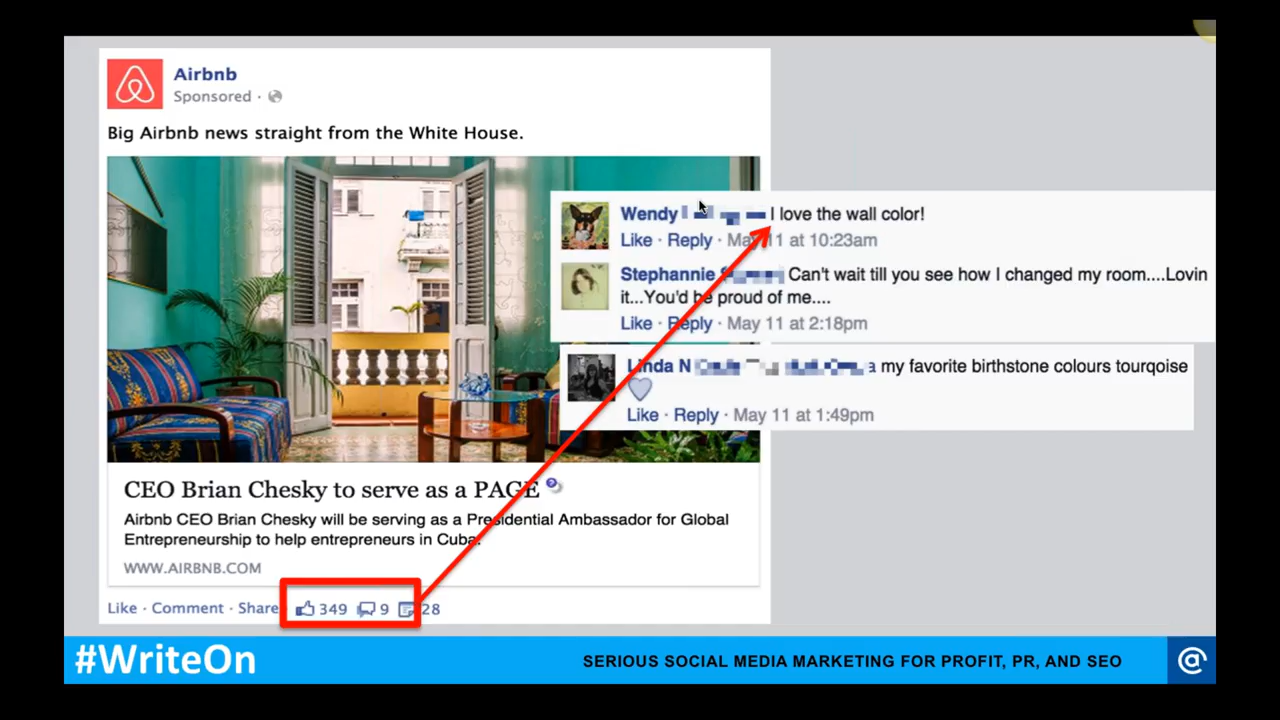 Airbnb
Sponsored ·
Big Airbnb news straight from the White House.
Wendy I love the wall color!
Like · Reply · May 11 at 10:23am
Stephannie Can't wait till you see how I changed my room....Lovin
it...You'd be proud of me....
Like · Reply · May 11 at 2:18pm
Linda N a my favorite birthstone colours tourqoise
Like · Reply · May 11 at 1:49pm
CEO Brian Chesky to serve as a PAGE
Airbnb CEO Brian Chesky will be serving as a Presidential Ambassador for Global
Entrepreneurship to help entrepreneurs in Cuba.
WWW.AIRBNB.COM
Like · Comment · Share 349 9 28
#WriteOn
SERIOUS SOCIAL MEDIA MARKETING FOR PROFIT, PR, AND SEO
@